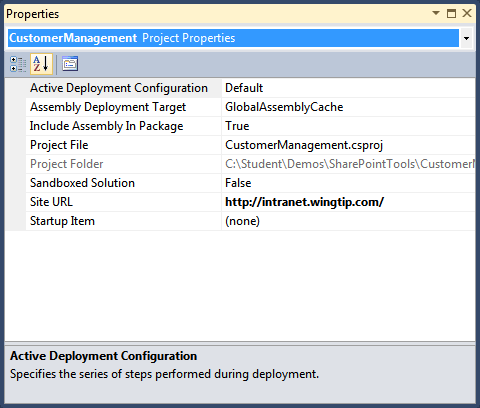 Properties
CustomerManagement Project Properties
Active Deployment Configuration Default
Assembly Deployment Target GlobalAssemblyCache
Include Assembly In Package True
Project File CustomerManagement.csproj
Project Folder C:\Student\Demos\SharePointTools\CustomerM
Sandboxed Solution False
Site URL http://intranet.wingtip.com/
Startup Item (none)
Active Deployment Configuration
Specifies the series of steps performed during deployment.